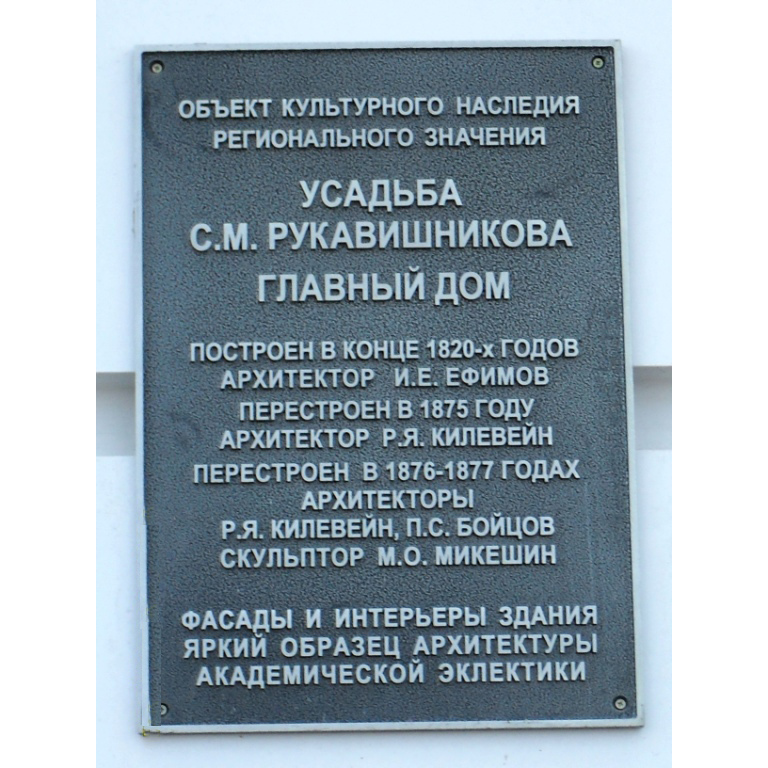 ОБЪЕКТ КУЛЬТУРНОГО НАСЛЕДИЯ
РЕГИОНАЛЬНОГО ЗНАЧЕНИЯ
УСАДЬБА
С.М. РУКАВИШНИКОВА
ГЛАВНЫЙ ДОМ
ПОСТРОЕН В КОНЦЕ 1820-х ГОДОВ
АРХИТЕКТОР И.Е. ЕФИМОВ
ПЕРЕСТРОЕН В 1875 ГОДУ
АРХИТЕКТОР Р.Я. КИЛЕВЕЙН
ПЕРЕСТРОЕН В 1876-1877 ГОДАХ
АРХИТЕКТОРЫ
Р.Я. КИЛЕВЕЙН, П.С. БОЙЦОВ
СКУЛЬПТОР М.О. МИКЕШИН
ФАСАДЫ И ИНТЕРЬЕРЫ ЗДАНИЯ
ЯРКИЙ ОБРАЗЕЦ АРХИТЕКТУРЫ
АКАДЕМИЧЕСКОЙ ЭКЛЕКТИКИ